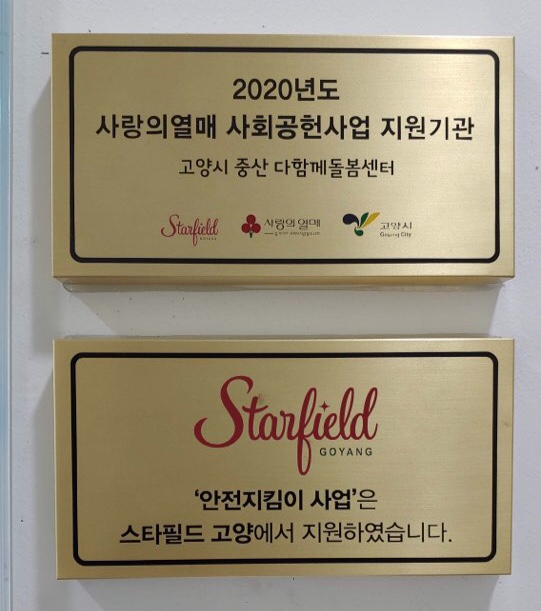 2020년도
사랑의열매 사회공헌사업 지원기관
고양시 중산 다함께돌봄센터
Starfield GOYANG 사랑의열매 고양시
Goyang City
Starfield
GOYANG
'안전지킴이 사업'은
스타필드 고양에서 지원하였습니다.